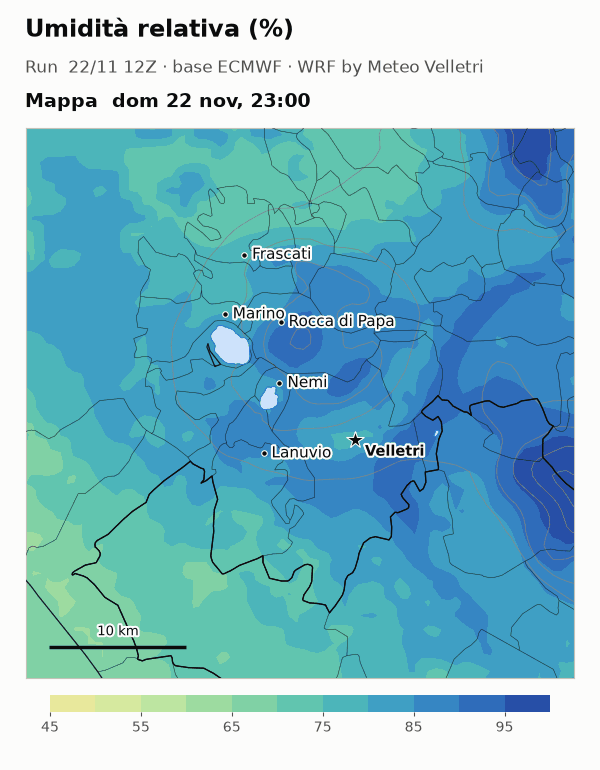 Umidità relativa (%)
Run  22/11 12Z · base ECMWF · WRF by Meteo Velletri
Mappa  dom 22 nov, 23:00
Frascati
Marino
Rocca di Papa
Nemi
Velletri
Lanuvio
10 km
45 55 65 75 85 95